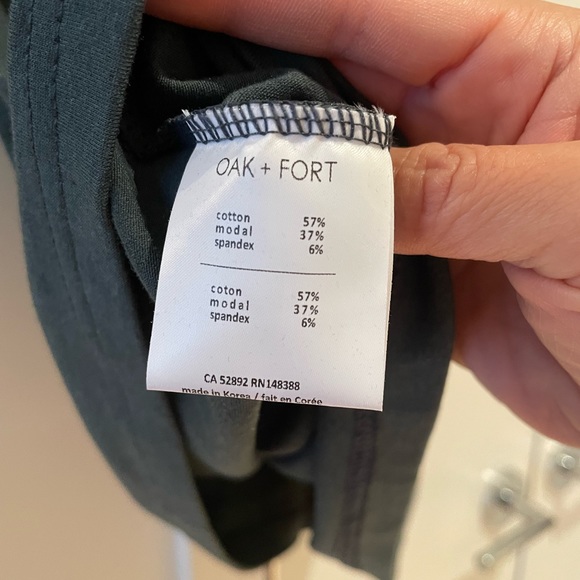 OAK + FORT
cotton 57%
modal 37%
spandex 6%
coton 57%
modal 37%
spandex 6%
CA 52892 RN148388
made in Korea / fait en Corée